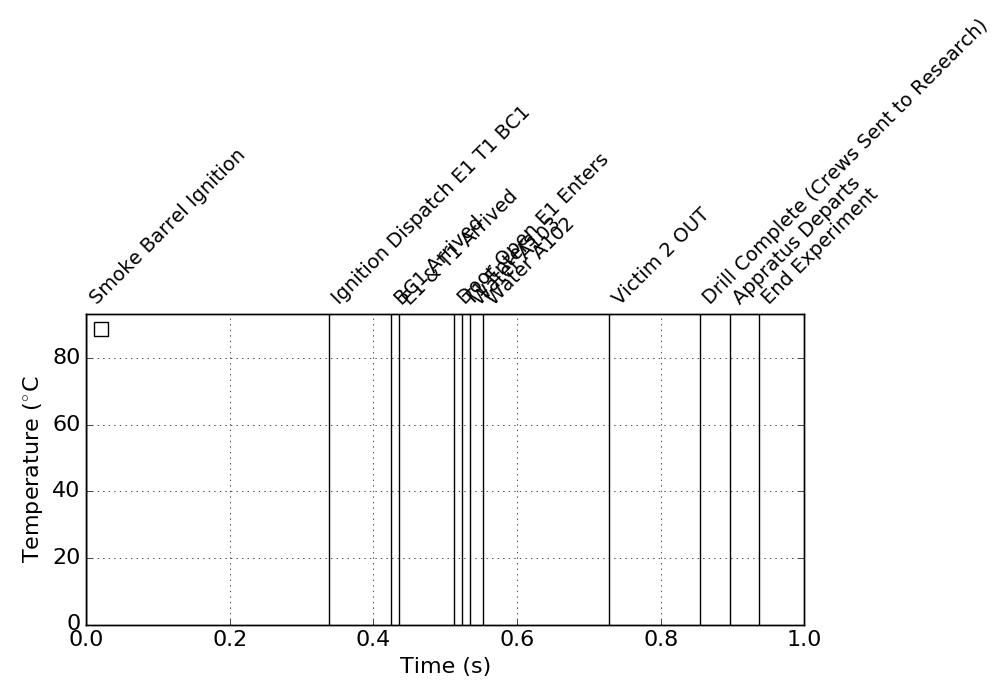 Smoke Barrel Ignition
Ignition Dispatch E1 T1 BC1
BC1 Arrived
E1 & T1 Arrived
Door Open E1 Enters
Water A102
Victim 2 OUT
Drill Complete (Crews Sent to Research)
Appratus Departs
End Experiment
Temperature (°C
80
60
40
20
0
0.0 0.2 0.4 0.6 0.8 1.0
Time (s)